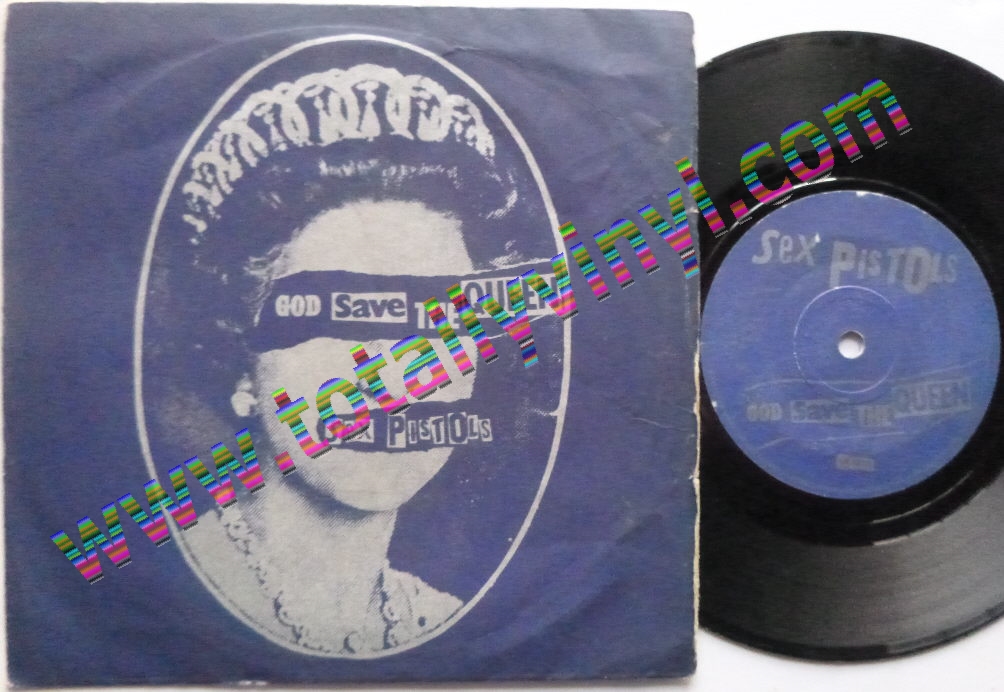 GOD Save THE QUEEN
Sex PISTOLS
www.totallyvinyl.com
Sex PISTOLS
GOD Save THE QUEEN